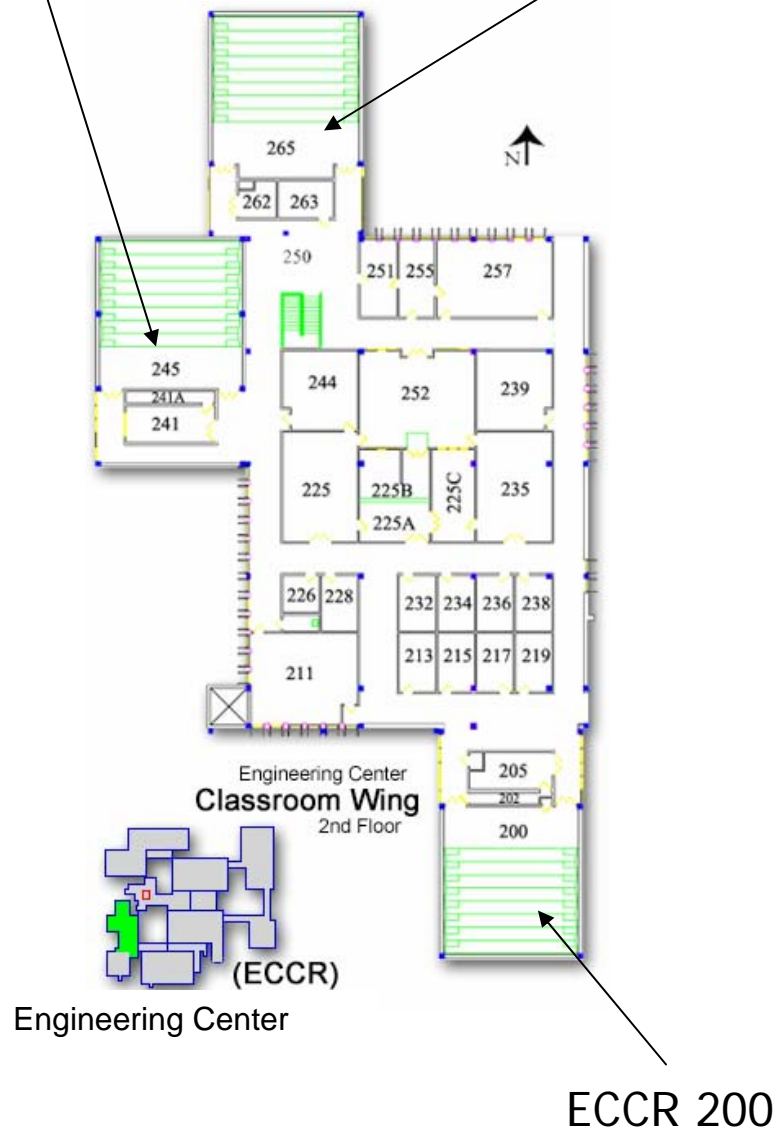 265
N
262 263
250
251 255 257
245
241A
241
244
252
239
225
225B
225C
235
225A
226 228
232 234 236 238
213 215 217 219
211
205
202
200
Engineering Center
Classroom Wing
2nd Floor
(ECCR)
Engineering Center
ECCR 200